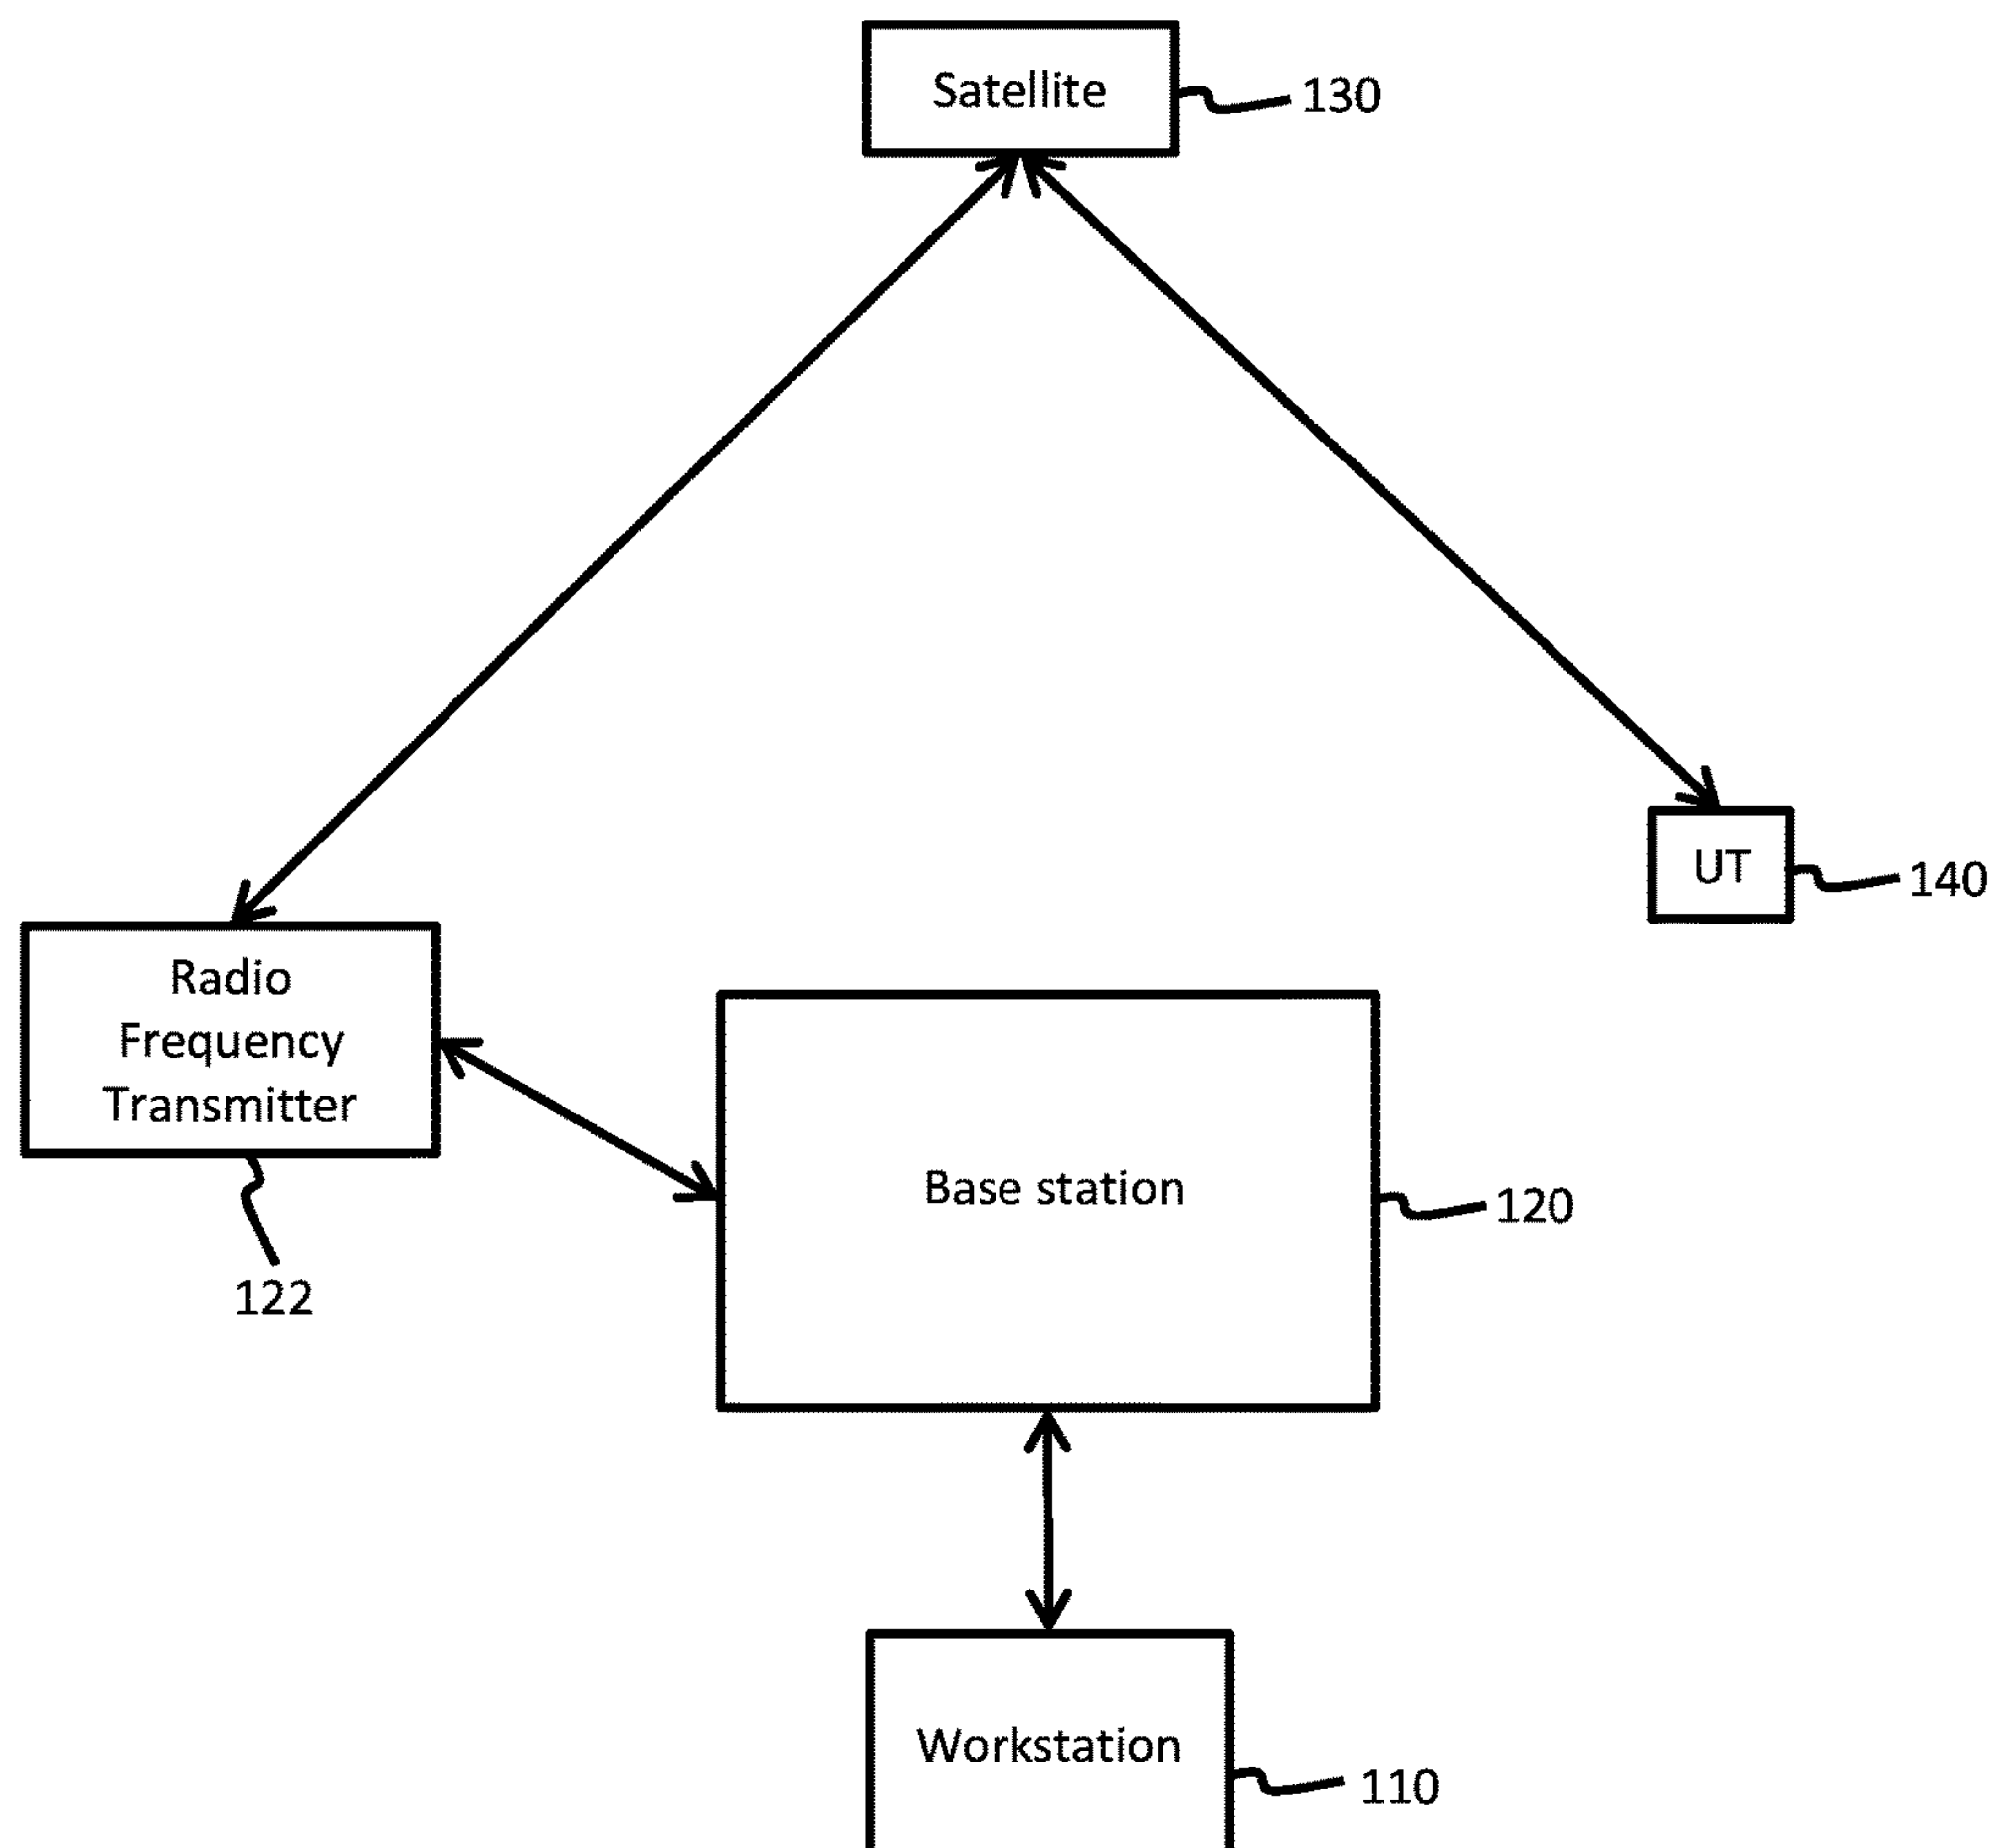 Satellite
130
UT
140
Radio
Frequency
Transmitter
122
Base station
120
Workstation
110